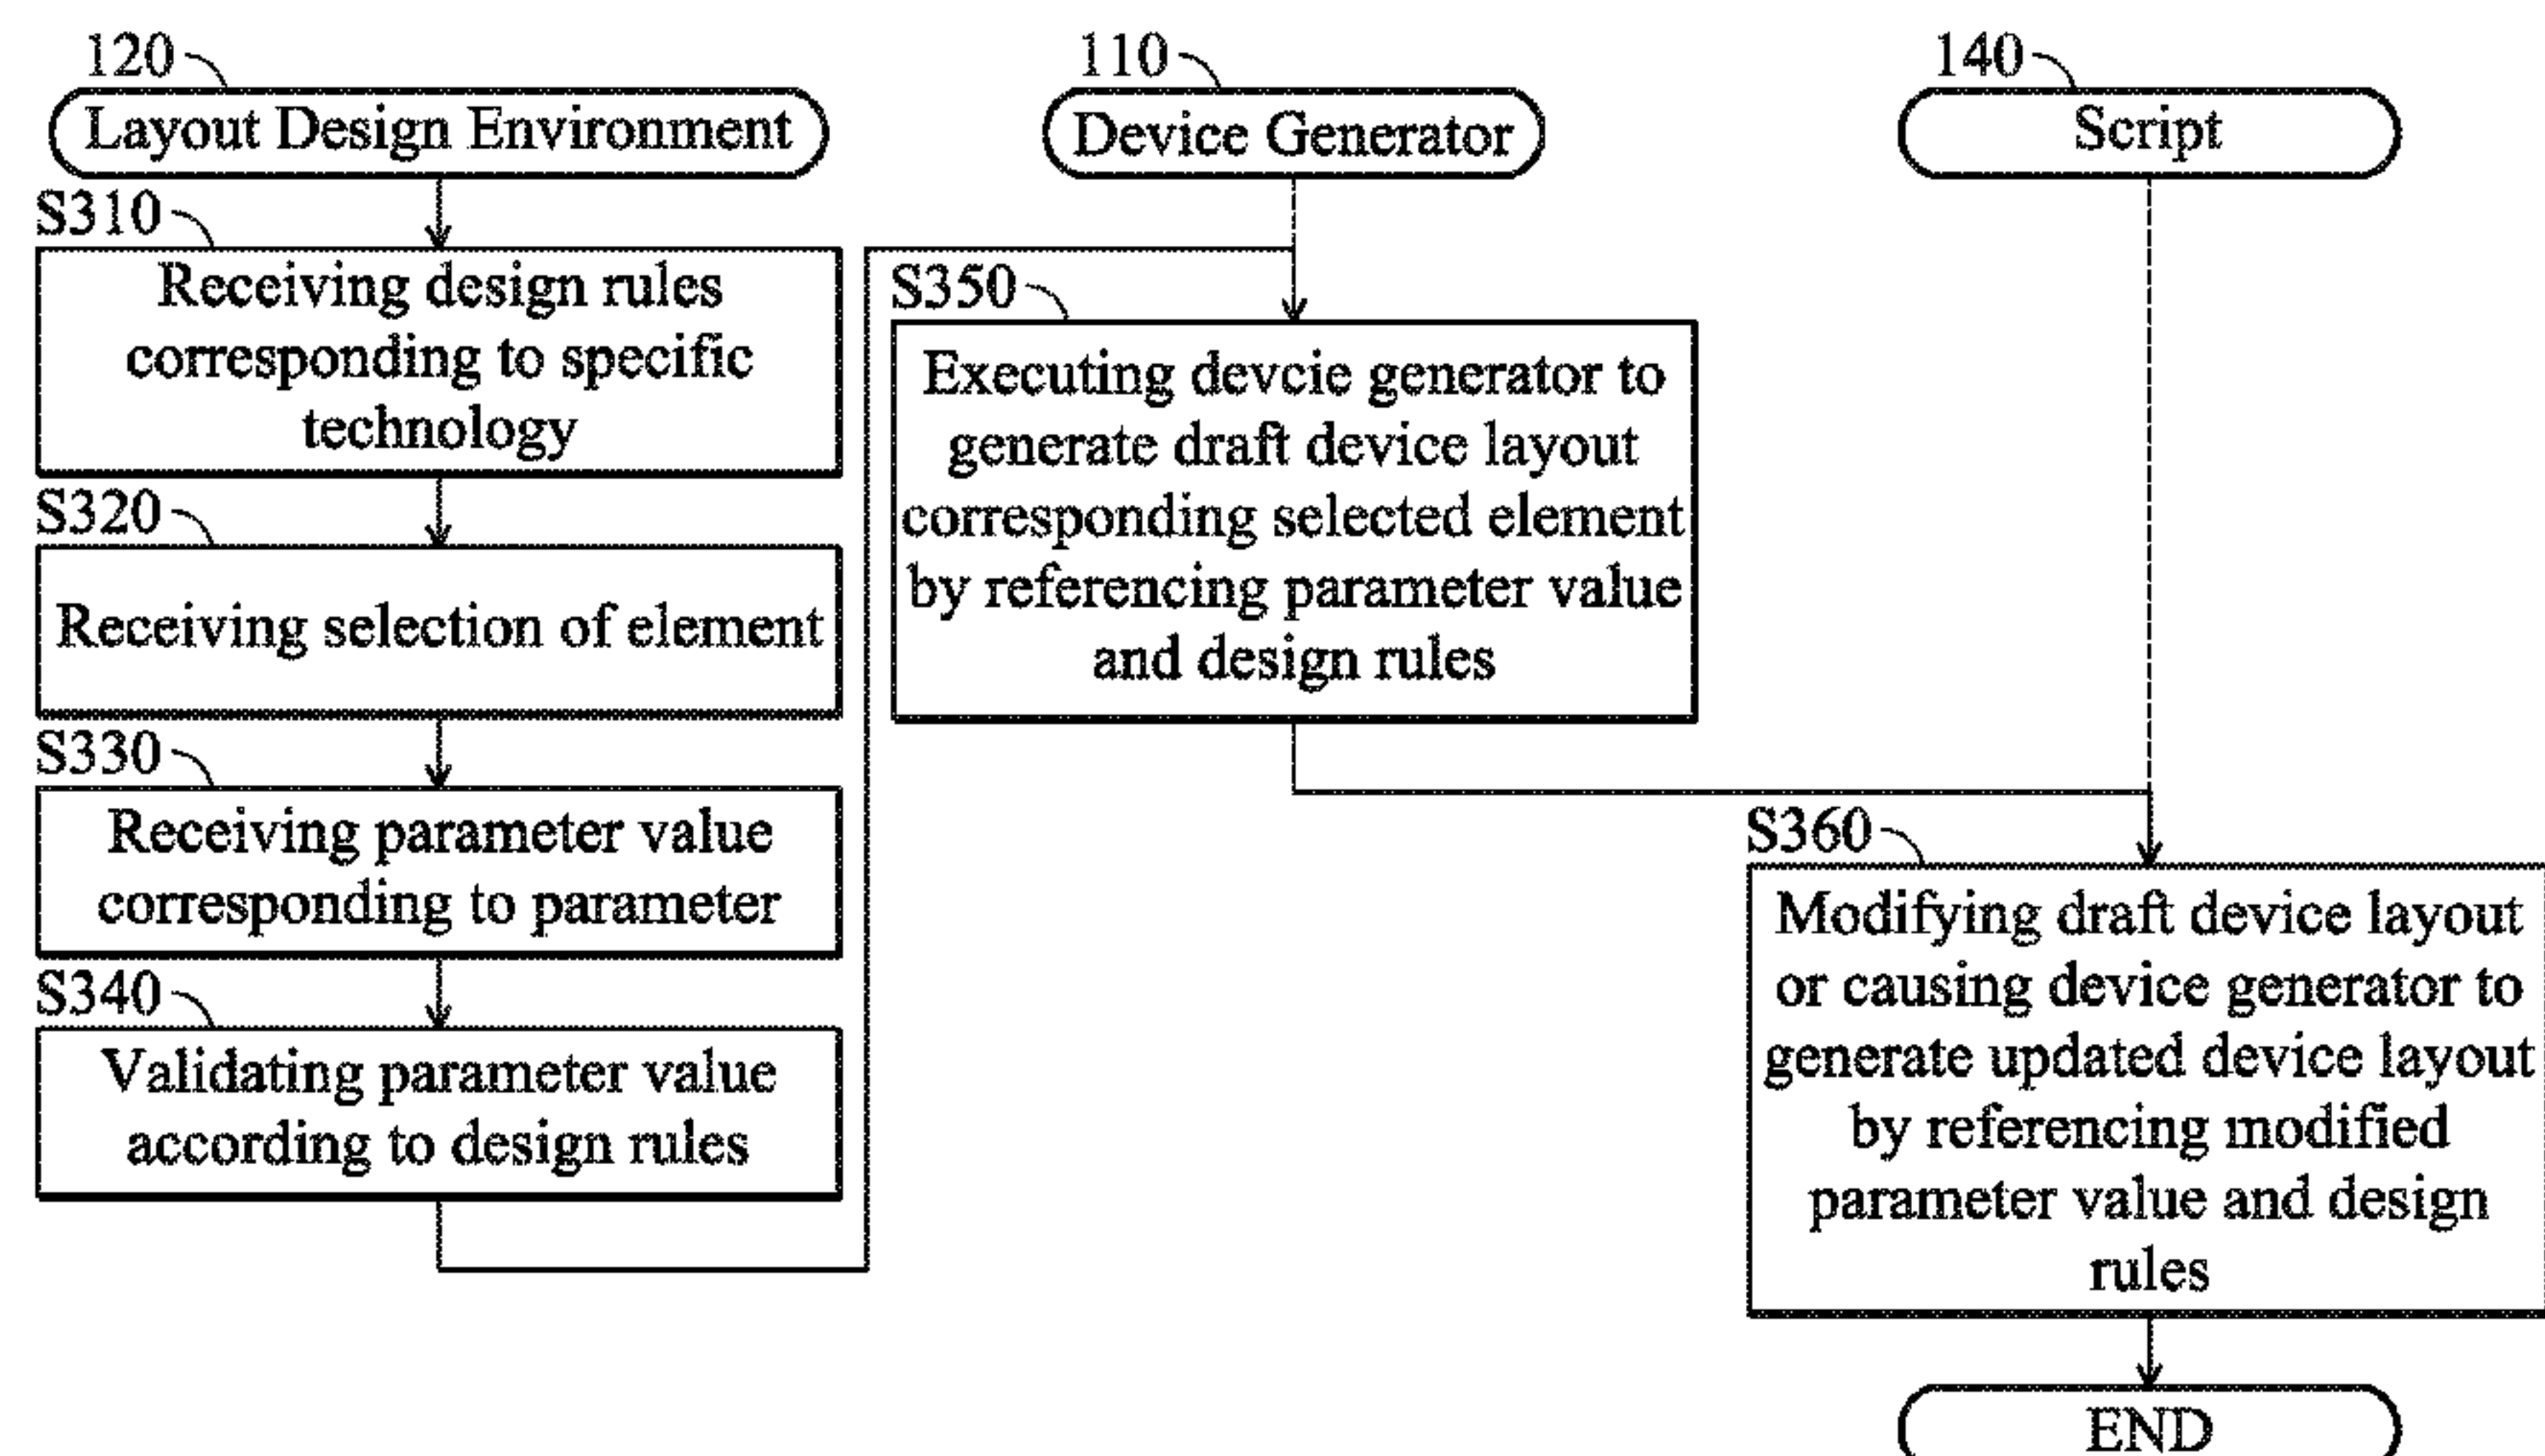 120
Layout Design Environment
S310
Receiving design rules
corresponding to specific
technology
S320
Receiving selection of element
S330
Receiving parameter value
corresponding to parameter
S340
Validating parameter value
according to design rules
110
Device Generator
S350
Executing devcie generator to
generate draft device layout
corresponding selected element
by referencing parameter value
and design rules
140
Script
S360
Modifying draft device layout
or causing device generator to
generate updated device layout
by referencing modified
parameter value and design
rules
END